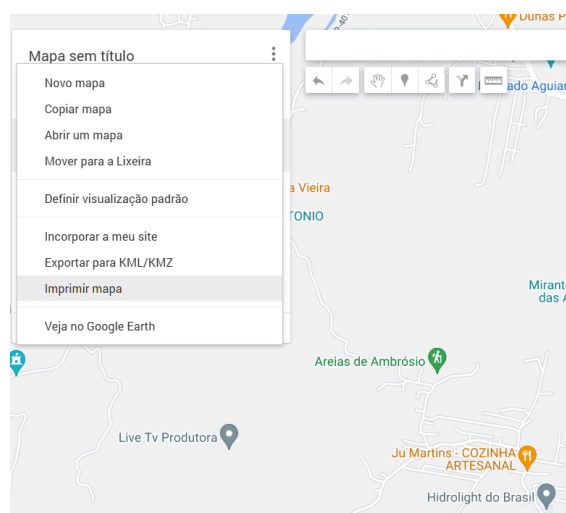 Dunas P
Mapa sem título
Novo mapa
Copiar mapa
Abrir um mapa
Mover para a Lixeira
Definir visualização padrão
Incorporar a meu site
Exportar para KML/KMZ
Imprimir mapa
Veja no Google Earth
ado Aguiar
a Vieira
TONIO
Mirant
das
Areias de Ambrósio
Live Tv Produtora
Ju Martins - COZINHA
ARTESANAL
Hidrolight do Brasil